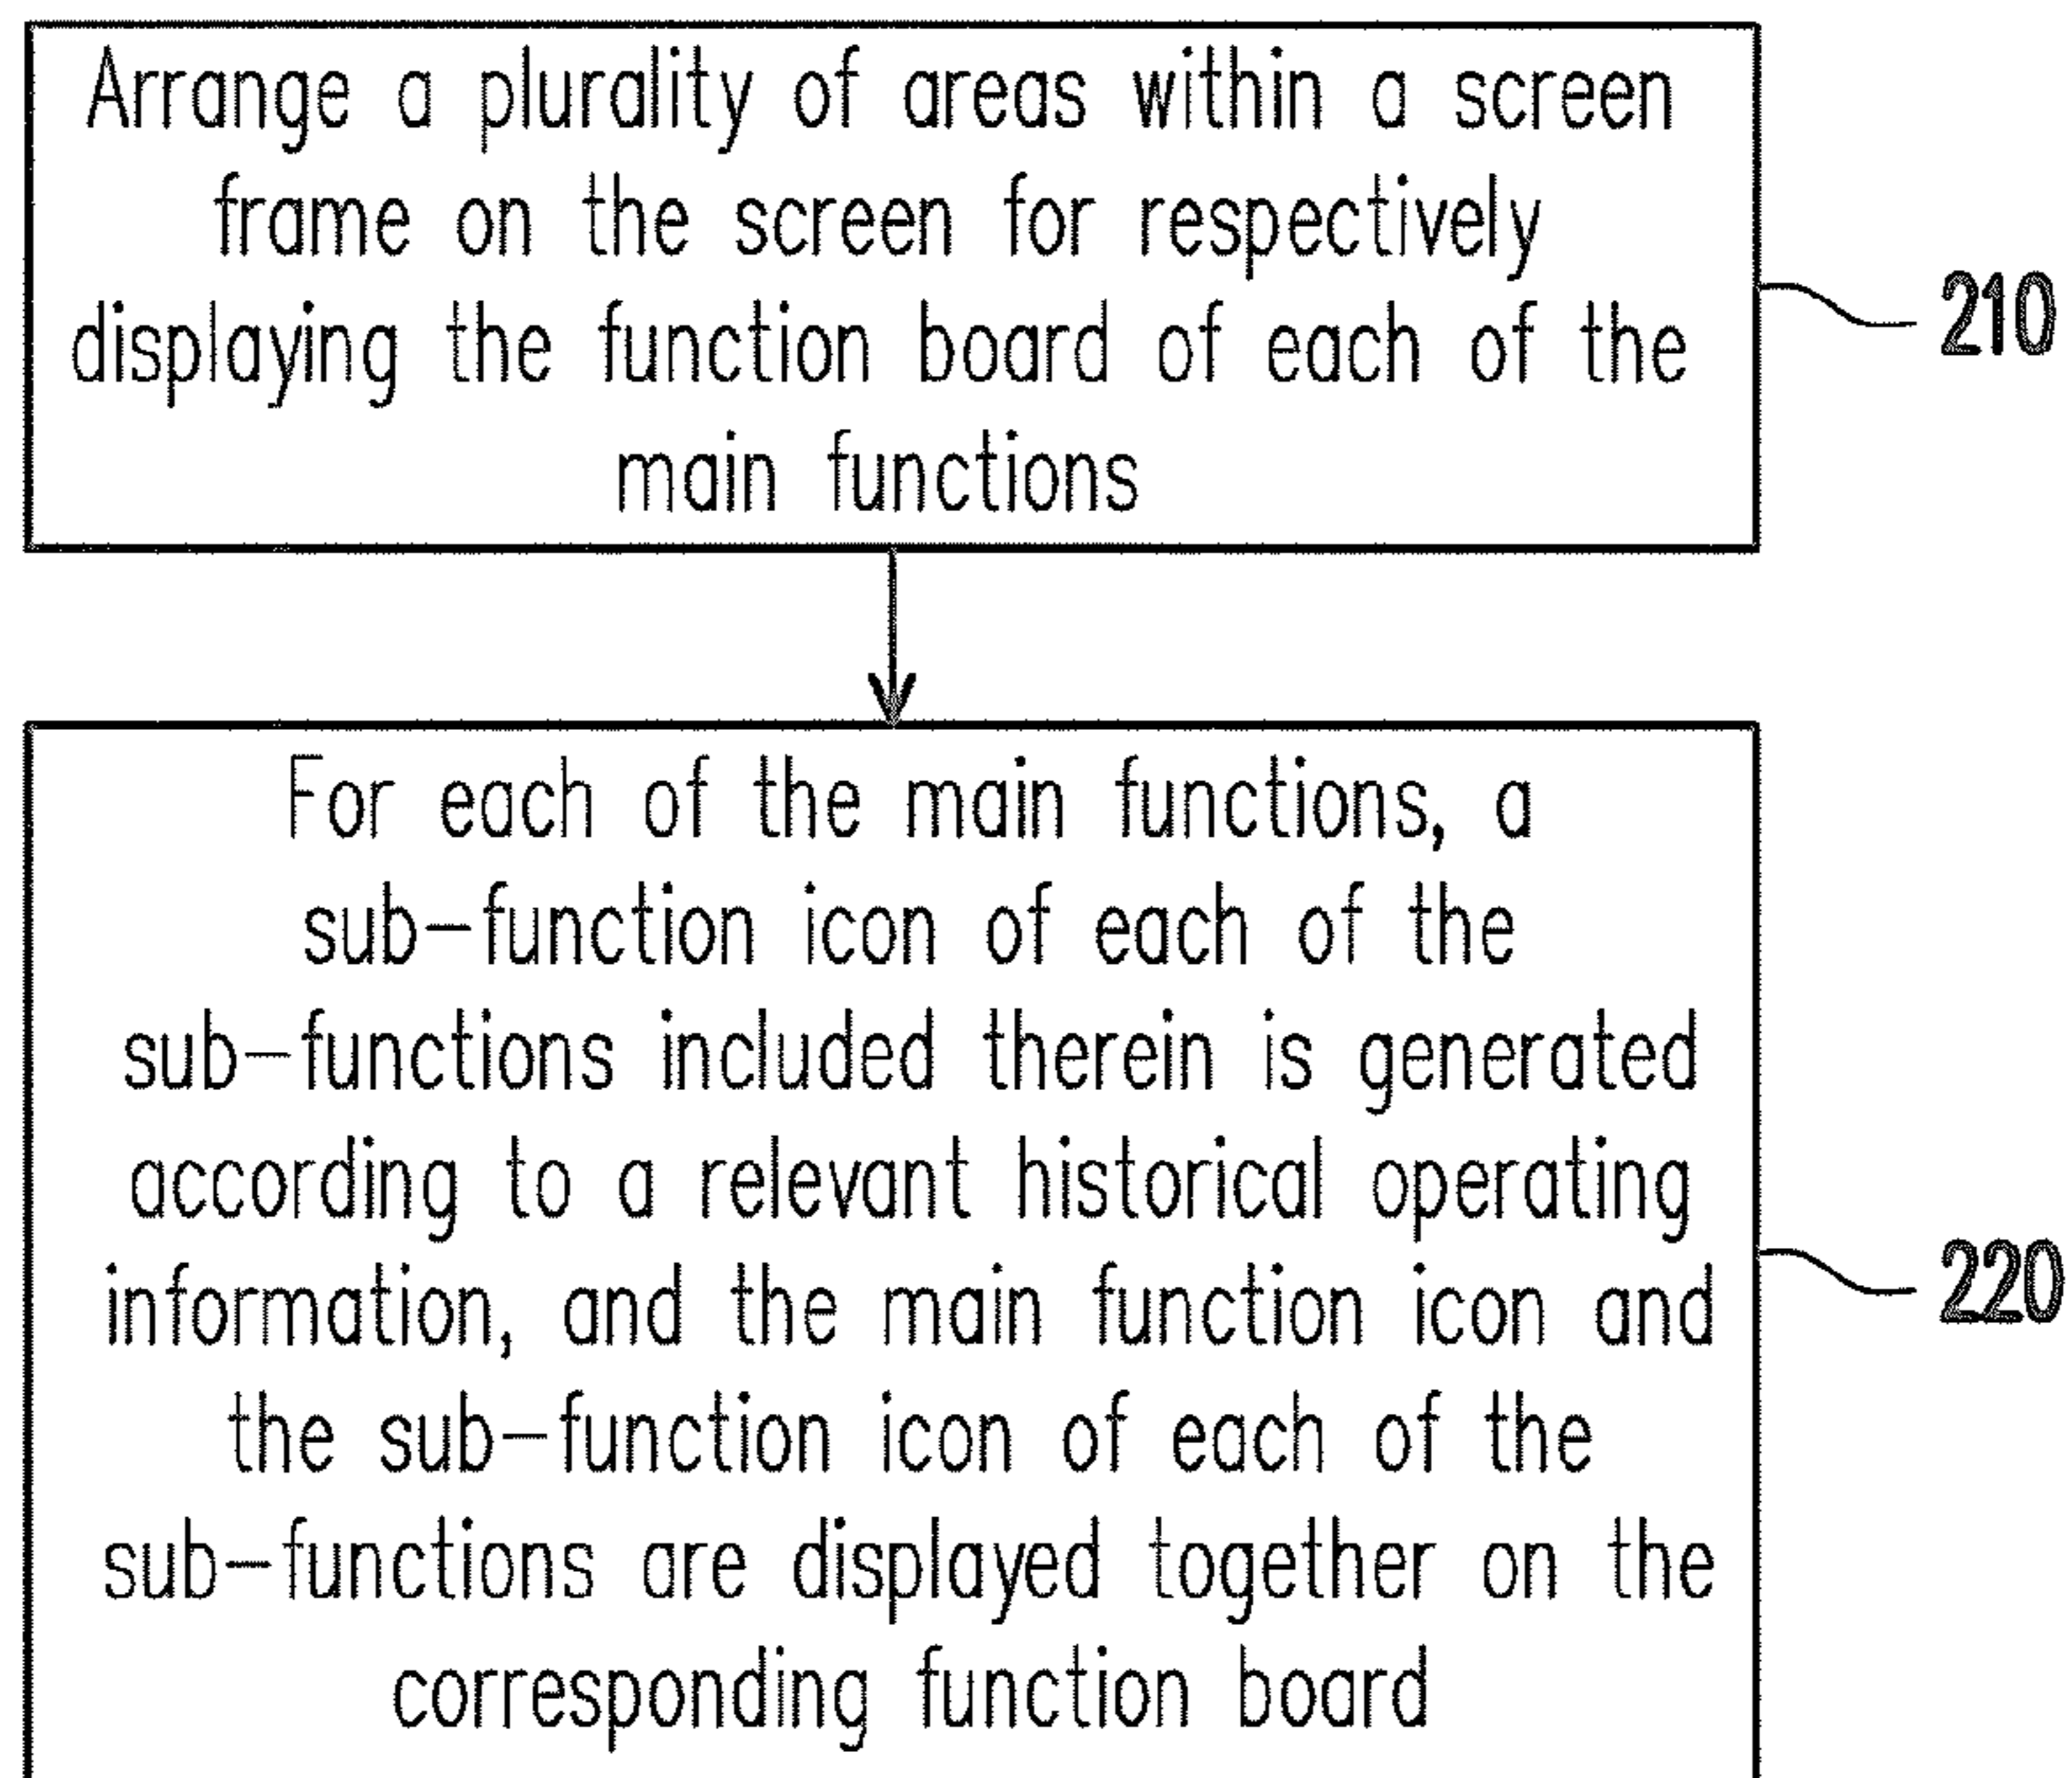 Arrange a plurality of areas within a screen
frame on the screen for respectively
displaying the function board of each of the
main functions
210
For each of the main functions, a
sub-function icon of each of the
sub-functions included therein is generated
according to a relevant historical operating
information, and the main function icon and
the sub-function icon of each of the
sub-functions are displayed together on the
corresponding function board
220